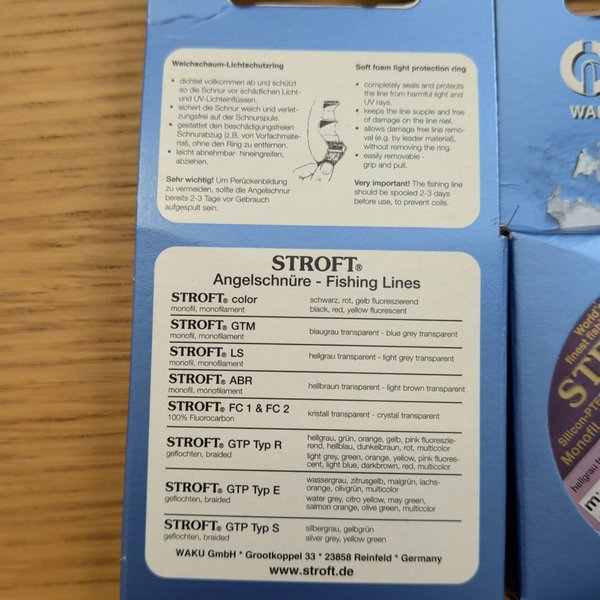 Weichschaum-Lichtschutzring
• dichtet vollkommen ab und schützt
so die Schnur vor schädlichen Licht-
und UV-Lichteinflüssen.
• sichert die Schnur weich und verlet-
zungsfrei auf der Schnurspule.
• gestattet den beschädigungsfreien
Schnurabzug (z.B. von Vorfachmate-
rial), ohne den Ring zu entfernen.
• leicht abnehmbar- hineingreifen,
abziehen.
Sehr wichtig! Um Perückenbildung
zu vermeiden, sollte die Angelschnur
bereits 2-3 Tage vor Gebrauch
aufgespult sein.
Soft foam light protection ring
• completely seals and protects
the line from harmful light and
UV rays.
• keeps the line supple and free
of damage on the line reel.
• allows damage free line remo-
val (e.g. by leader material),
without removing the ring.
• easily removable -
grip and pull.
Very important! The fishing line
should be spooled 2-3 days
before use, to prevent coils.
STROFT®
Angelschnüre - Fishing Lines
STROFT® color
monofil, monofilament
schwarz, rot, gelb fluoreszierend
black, red, yellow fluorescent
STROFT® GTM
monofil, monofilament
blaugrau transparent - blue grey transparent
STROFT® LS
monofil, monofilament
hellgrau transparent - light grey transparent
STROFT® ABR
monofil, monofilament
hellbraun transparent - light brown transparent
STROFT® FC 1 & FC 2
100% Fluorocarbon
kristall transparent - crystal transparent
STROFT® GTP Typ R
geflochten, braided
hellgrau, grün, orange, gelb, pink fluoreszie-
rend, hellblau, dunkelbraun, rot, multicolor
light grey, green, orange, yellow, pink fluores-
cent, light blue, darkbrown, red, multicolor
STROFT® GTP Typ E
geflochten, braided
wassergrau, zitrusgelb, maigrün, lachs-
orange, olivgrün, multicolor
water grey, citro yellow, may green,
salmon orange, olive green, multicolor
STROFT® GTP Typ S
geflochten, braided
silbergrau, gelbgrün
silver grey, yellow green
WAKU GmbH * Grootkoppel 33 * 23858 Reinfeld * Germany
www.stroft.de
WAKU
World's
finest fishing
STR
Silicon-PTFE
Monofil
hellgrau